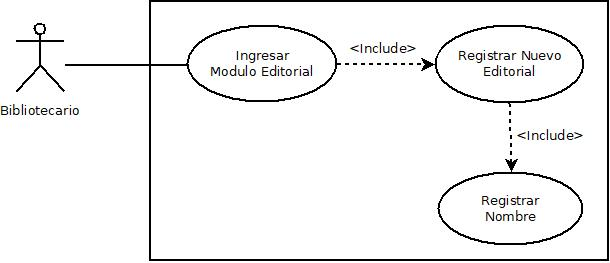 Ingresar
Modulo Editorial
<Include>
Registrar Nuevo
Editorial
Bibliotecario
<Include>
Registrar
Nombre